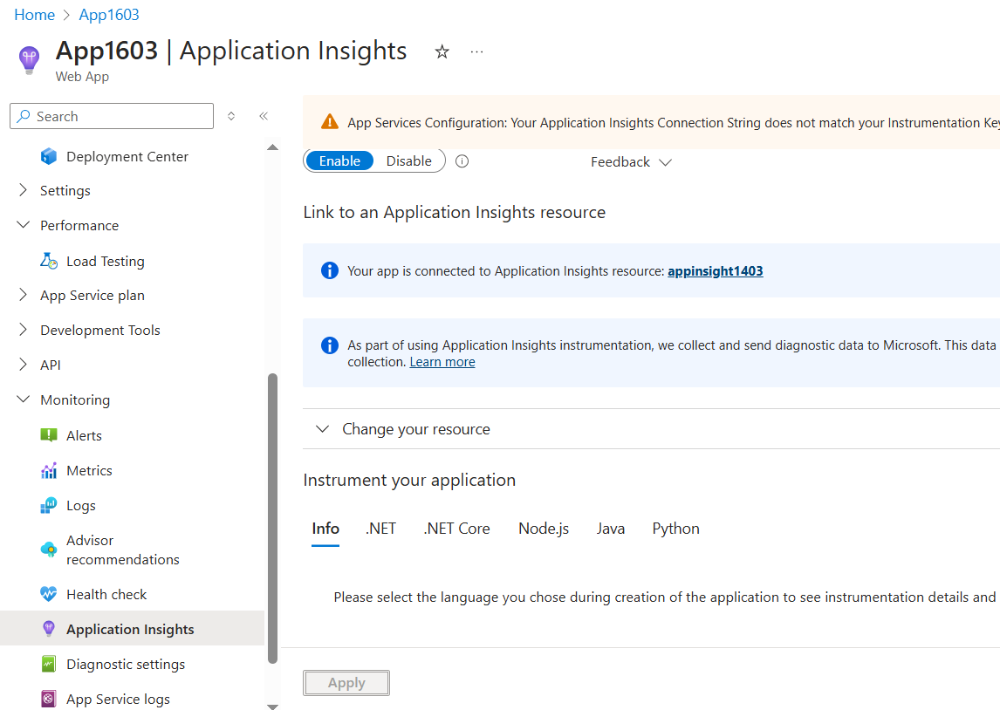 Home > App1603
App1603 | Application Insights ☆ ...
Web App
Search
Deployment Center
Settings
Performance
Load Testing
App Service plan
Development Tools
API
Monitoring
Alerts
Metrics
Logs
Advisor
recommendations
Health check
Application Insights
Diagnostic settings
App Service logs
App Services Configuration: Your Application Insights Connection String does not match your Instrumentation Key
Enable Disable Feedback
Link to an Application Insights resource
Your app is connected to Application Insights resource: appinsight1403
As part of using Application Insights instrumentation, we collect and send diagnostic data to Microsoft. This data
collection. Learn more
Change your resource
Instrument your application
Info .NET .NET Core Node.js Java Python
Please select the language you chose during creation of the application to see instrumentation details and
Apply